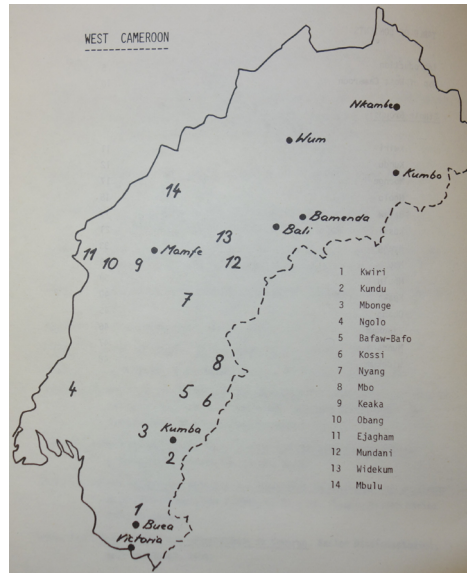 WEST CAMEROON
Nkambe
Wum
Kumbo
14
Bamenda
Bali
13
Mamfe
11
10
9
12
7
8
4
5
6
3
Kumba
2
1
Buea
Victoria
1 Kwiri
2 Kundu
3 Mbonge
4 Ngolo
5 Bafaw-Bafo
6 Kossi
7 Nyang
8 Mbo
9 Keaka
10 Obang
11 Ejagham
12 Mundani
13 Widekum
14 Mbulu